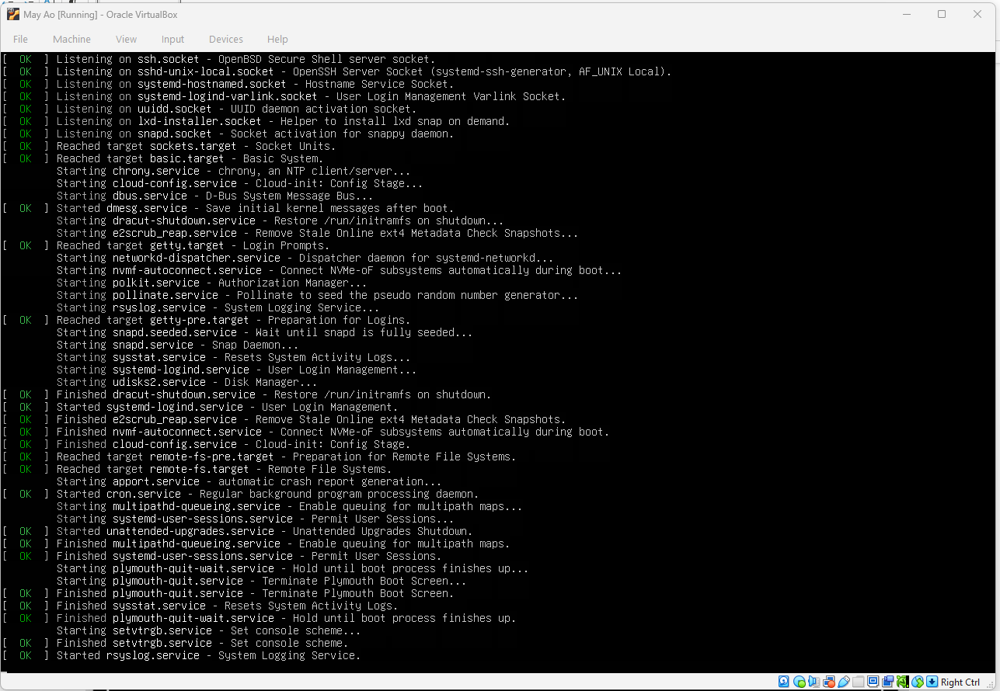 May Ao [Running] - Oracle VirtualBox
File Machine View Input Devices Help
[ OK ] Listening on ssh.socket - OpenBSD Secure Shell server socket.
[ OK ] Listening on sshd-unix-local.socket - OpenSSH Server Socket (systemd-ssh-generator, AF_UNIX Local).
[ OK ] Listening on systemd-hostnamed.socket - Hostname Service Socket.
[ OK ] Listening on systemd-logind-varlink.socket - User Login Management Varlink Socket.
[ OK ] Listening on uuidd.socket - UUID daemon activation socket.
[ OK ] Listening on lxd-installer.socket - Helper to install lxd snap on demand.
[ OK ] Listening on snapd.socket - Socket activation for snappy daemon.
[ OK ] Reached target sockets.target - Socket Units.
[ OK ] Reached target basic.target - Basic System.
Starting chrony.service - chrony, an NTP client/server...
Starting cloud-config.service - Cloud-init: Config Stage...
Starting dbus.service - D-Bus System Message Bus...
[ OK ] Started dmesg.service - Save initial kernel messages after boot.
Starting dracut-shutdown.service - Restore /run/initramfs on shutdown...
Starting e2scrub_reap.service - Remove Stale Online ext4 Metadata Check Snapshots...
[ OK ] Reached target getty.target - Login Prompts.
Starting networkd-dispatcher.service - Dispatcher daemon for systemd-networkd...
Starting nvmf-autoconnect.service - Connect NVMe-oF subsystems automatically during boot...
Starting polkit.service - Authorization Manager...
Starting pollinate.service - Pollinate to seed the pseudo random number generator...
Starting rsyslog.service - System Logging Service...
[ OK ] Reached target getty-pre.target - Preparation for Logins.
Starting snapd.seeded.service - Wait until snapd is fully seeded...
Starting snapd.service - Snap Daemon...
Starting sysstat.service - Resets System Activity Logs...
Starting systemd-logind.service - User Login Management...
Starting udisks2.service - Disk Manager...
[ OK ] Finished dracut-shutdown.service - Restore /run/initramfs on shutdown.
[ OK ] Started systemd-logind.service - User Login Management.
[ OK ] Finished e2scrub_reap.service - Remove Stale Online ext4 Metadata Check Snapshots.
[ OK ] Finished nvmf-autoconnect.service - Connect NVMe-oF subsystems automatically during boot.
[ OK ] Finished cloud-config.service - Cloud-init: Config Stage.
[ OK ] Reached target remote-fs-pre.target - Preparation for Remote File Systems.
[ OK ] Reached target remote-fs.target - Remote File Systems.
Starting apport.service - automatic crash report generation...
[ OK ] Started cron.service - Regular background program processing daemon.
Starting multipathd-queueing.service - Enable queuing for multipath maps...
Starting systemd-user-sessions.service - Permit User Sessions...
[ OK ] Started unattended-upgrades.service - Unattended Upgrades Shutdown.
[ OK ] Finished multipathd-queueing.service - Enable queuing for multipath maps.
[ OK ] Finished systemd-user-sessions.service - Permit User Sessions.
Starting plymouth-quit-wait.service - Hold until boot process finishes up...
Starting plymouth-quit.service - Terminate Plymouth Boot Screen...
[ OK ] Finished plymouth-quit.service - Terminate Plymouth Boot Screen.
[ OK ] Finished sysstat.service - Resets System Activity Logs.
[ OK ] Finished plymouth-quit-wait.service - Hold until boot process finishes up.
Starting setvtrgb.service - Set console scheme...
[ OK ] Finished setvtrgb.service - Set console scheme.
[ OK ] Started rsyslog.service - System Logging Service.
Right Ctrl